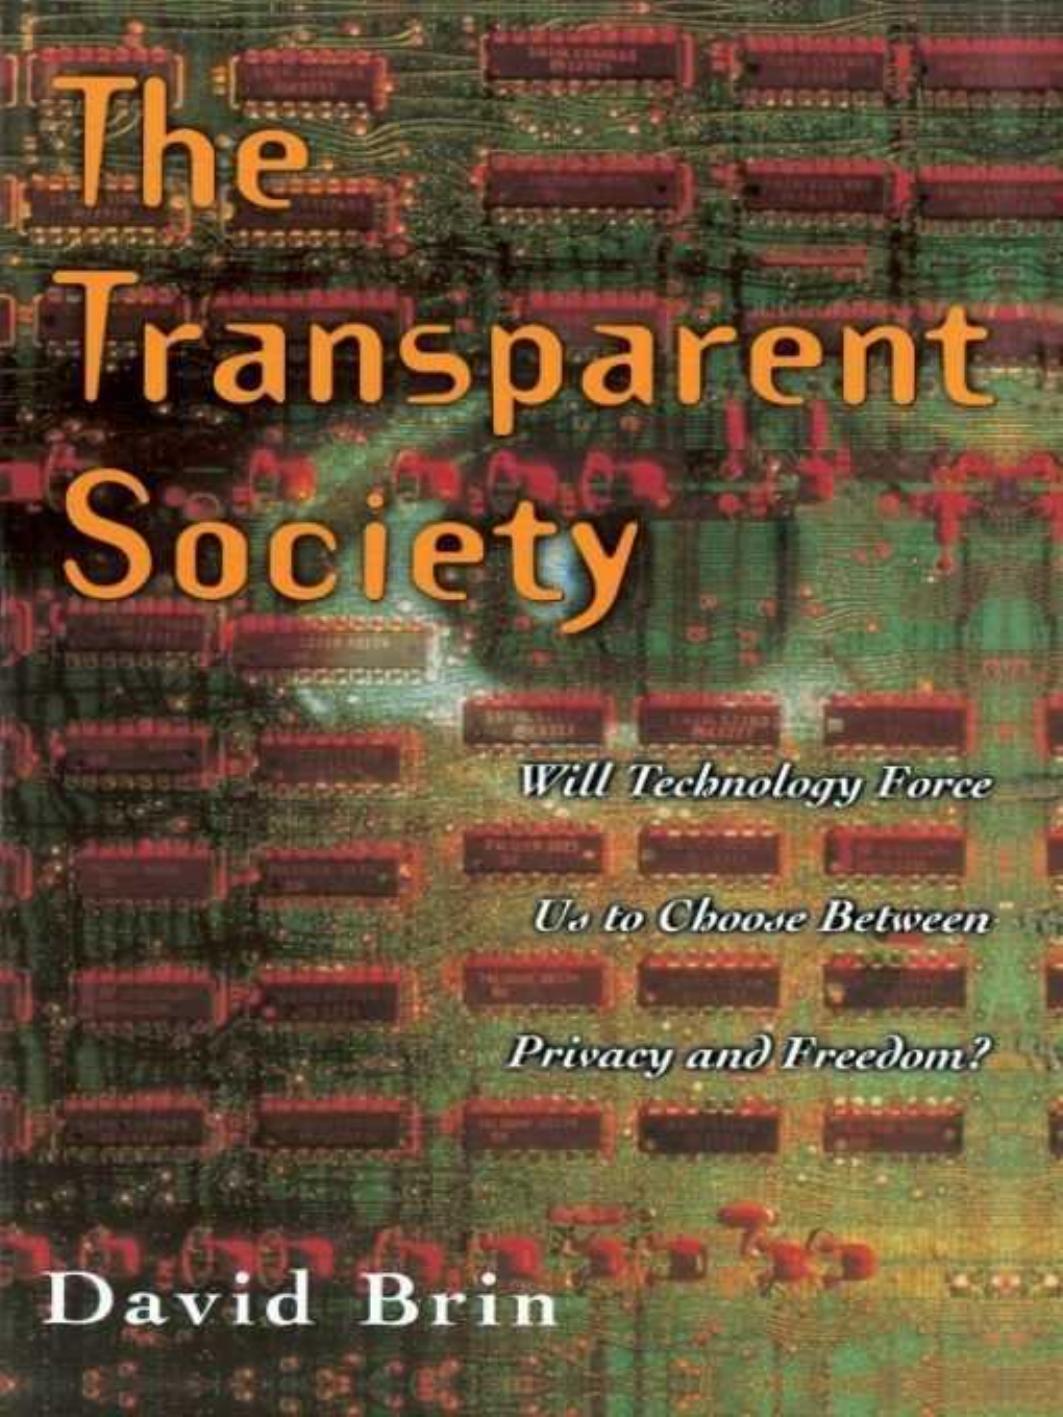 The
Transparent
Society
Will Technology Force
Us to Choose Between
Privacy and Freedom?
David Brin